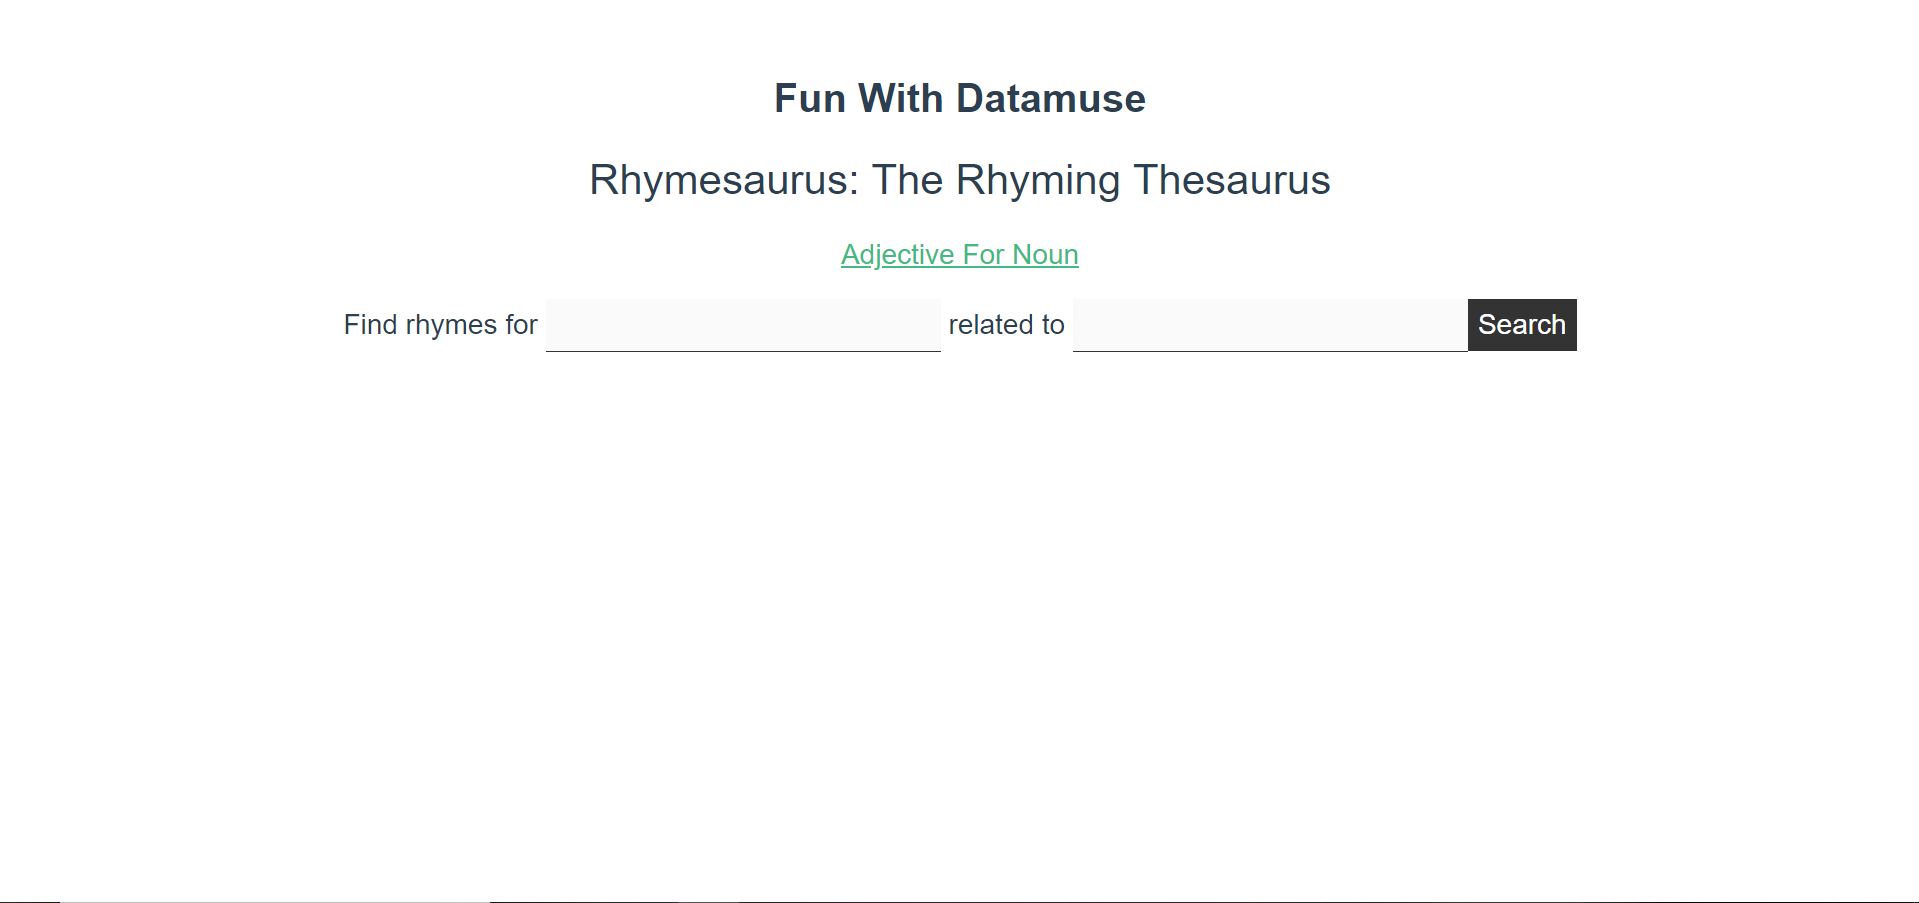 Fun With Datamuse
Rhymesaurus: The Rhyming Thesaurus
Adjective For Noun
Find rhymes for related to Search